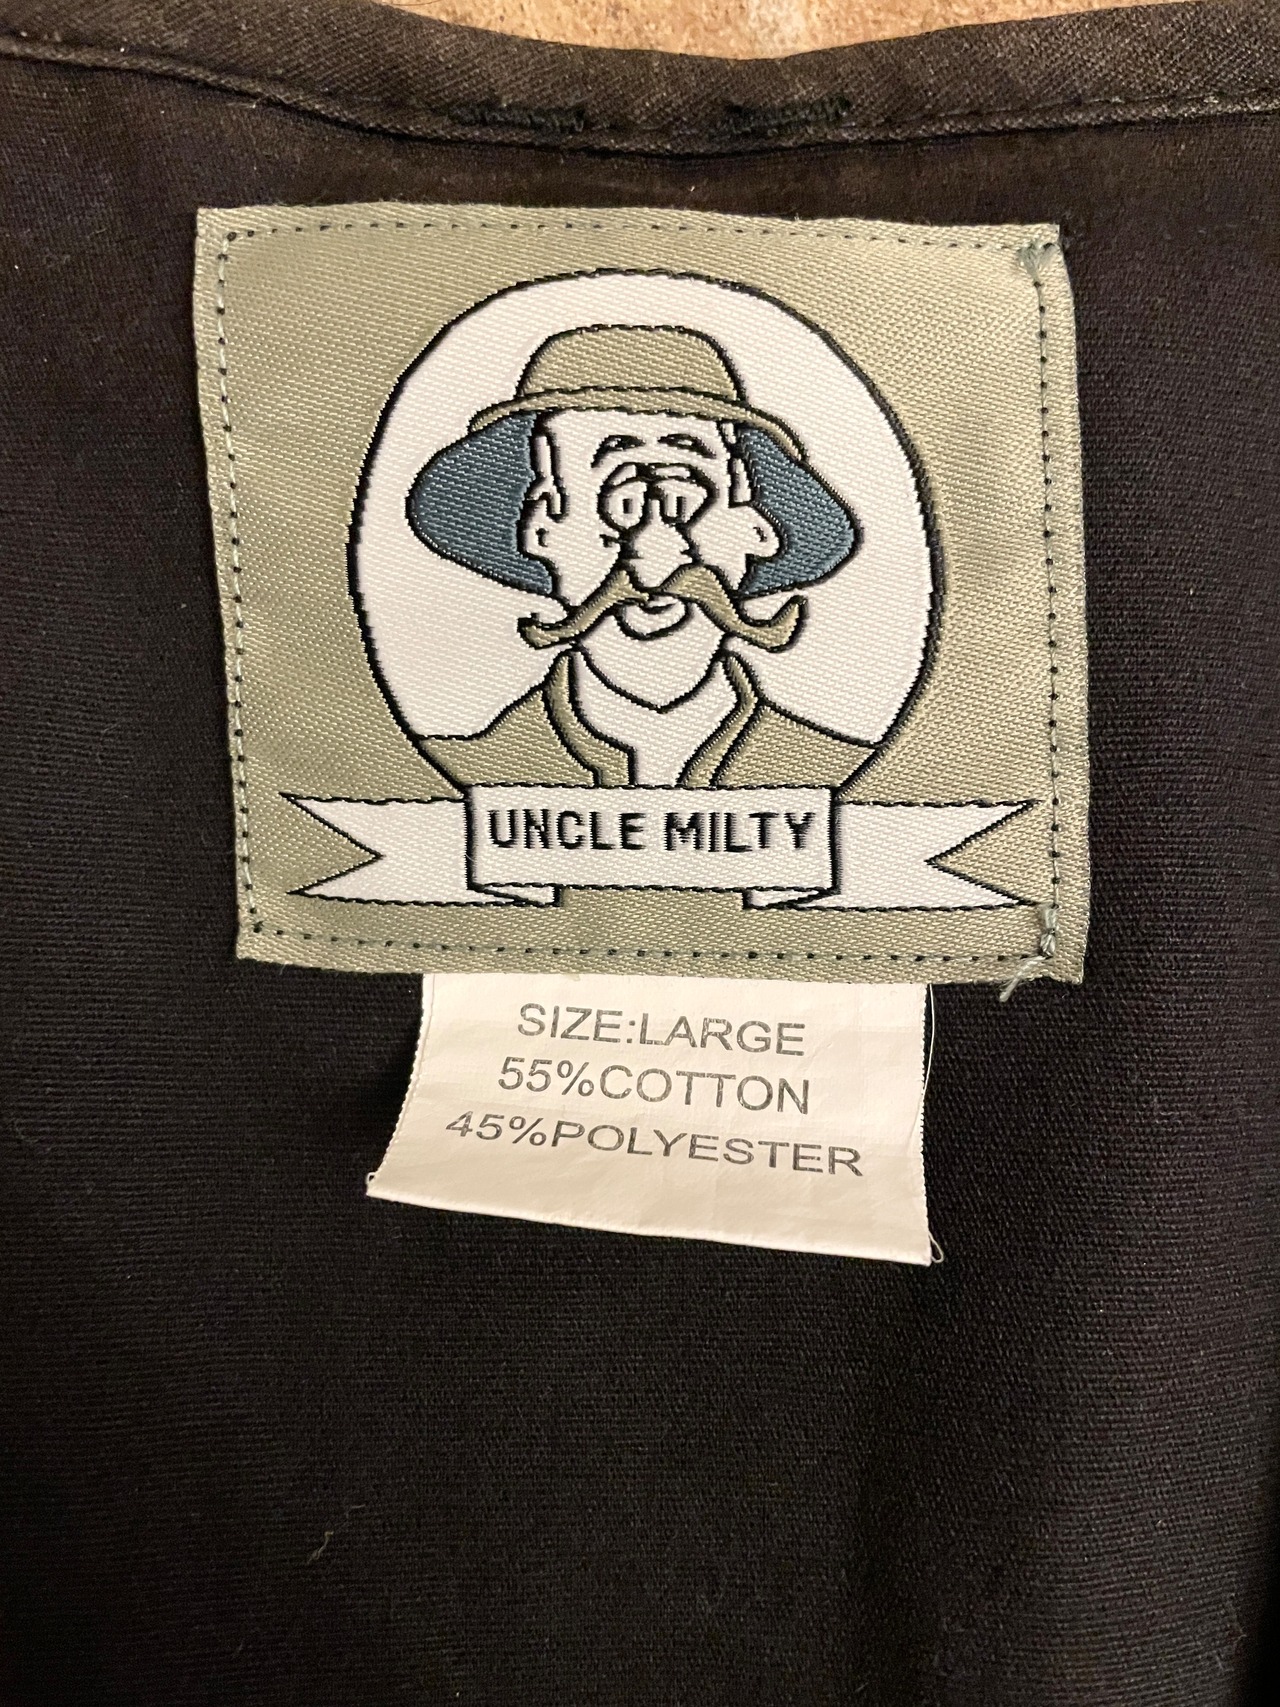 UNCLE MILTY
SIZE:LARGE
55%COTTON
45%POLYESTER